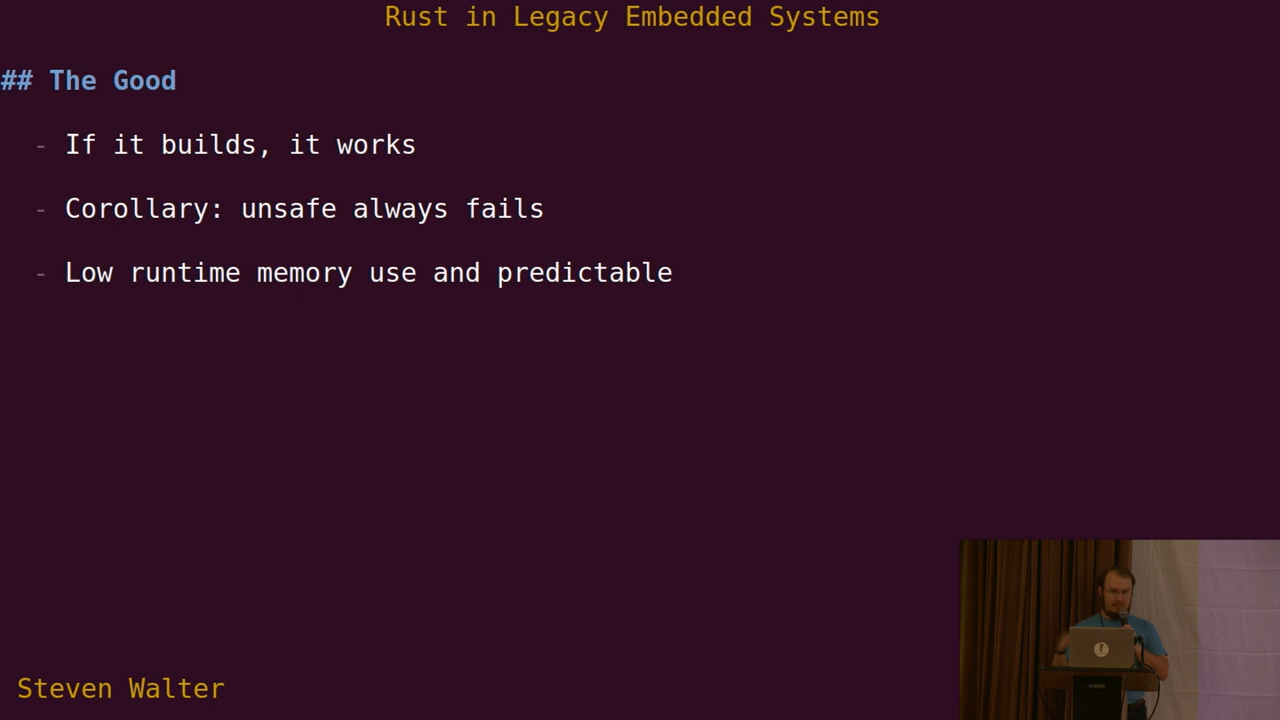 Rust in Legacy Embedded Systems
## The Good
- If it builds, it works
- Corollary: unsafe always fails
- Low runtime memory use and predictable
Steven Walter